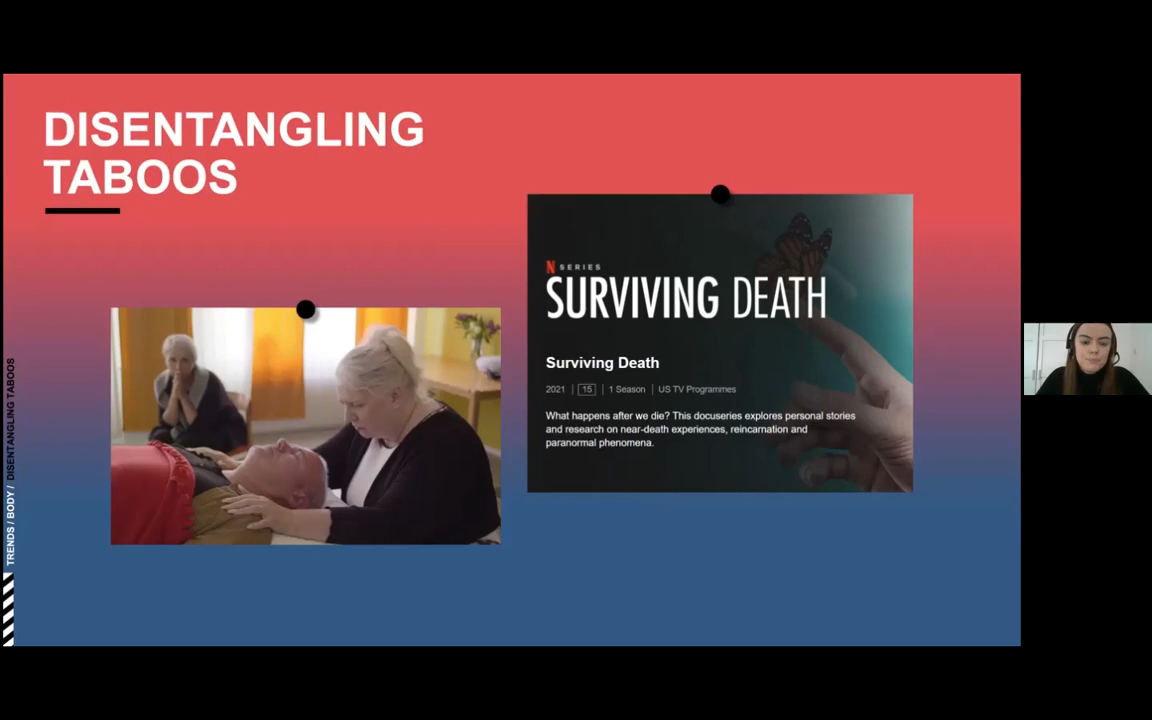 DISENTANGLING
TABOOS
N SERIES
SURVIVING DEATH
Surviving Death
2021 | 15 | 1 Season | US TV Programmes
What happens after we die? This docuseries explores personal stories
and research on near-death experiences, reincarnation and
paranormal phenomena.
TRENDS / BODY / DISENTANGLING TABOOS